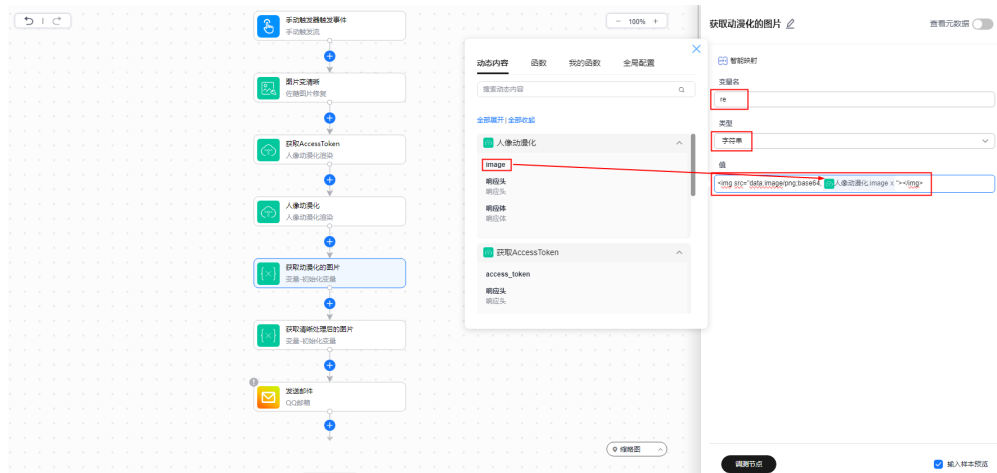 - 100% +
手动触发器触发事件
手动触发流
图片变清晰
佐糖图片修复
获取AccessToken
人像动漫化渲染
人像动漫化
人像动漫化渲染
获取动漫化的图片
变量-初始化变量
获取清晰处理后的图片
变量-初始化变量
发送邮件
QQ邮箱
缩略图
动态内容 函数 我的函数 全局配置
搜索动态内容
全部展开|全部收起
人像动漫化
image
响应头
响应头
响应体
响应体
获取AccessToken
access_token
响应头
响应头
获取动漫化的图片
查看元数据
智能映射
变量名
re
类型
字符串
值
<img src="data:image/png;base64, 人像动漫化 image x "></img>
调测节点
输入样本预览